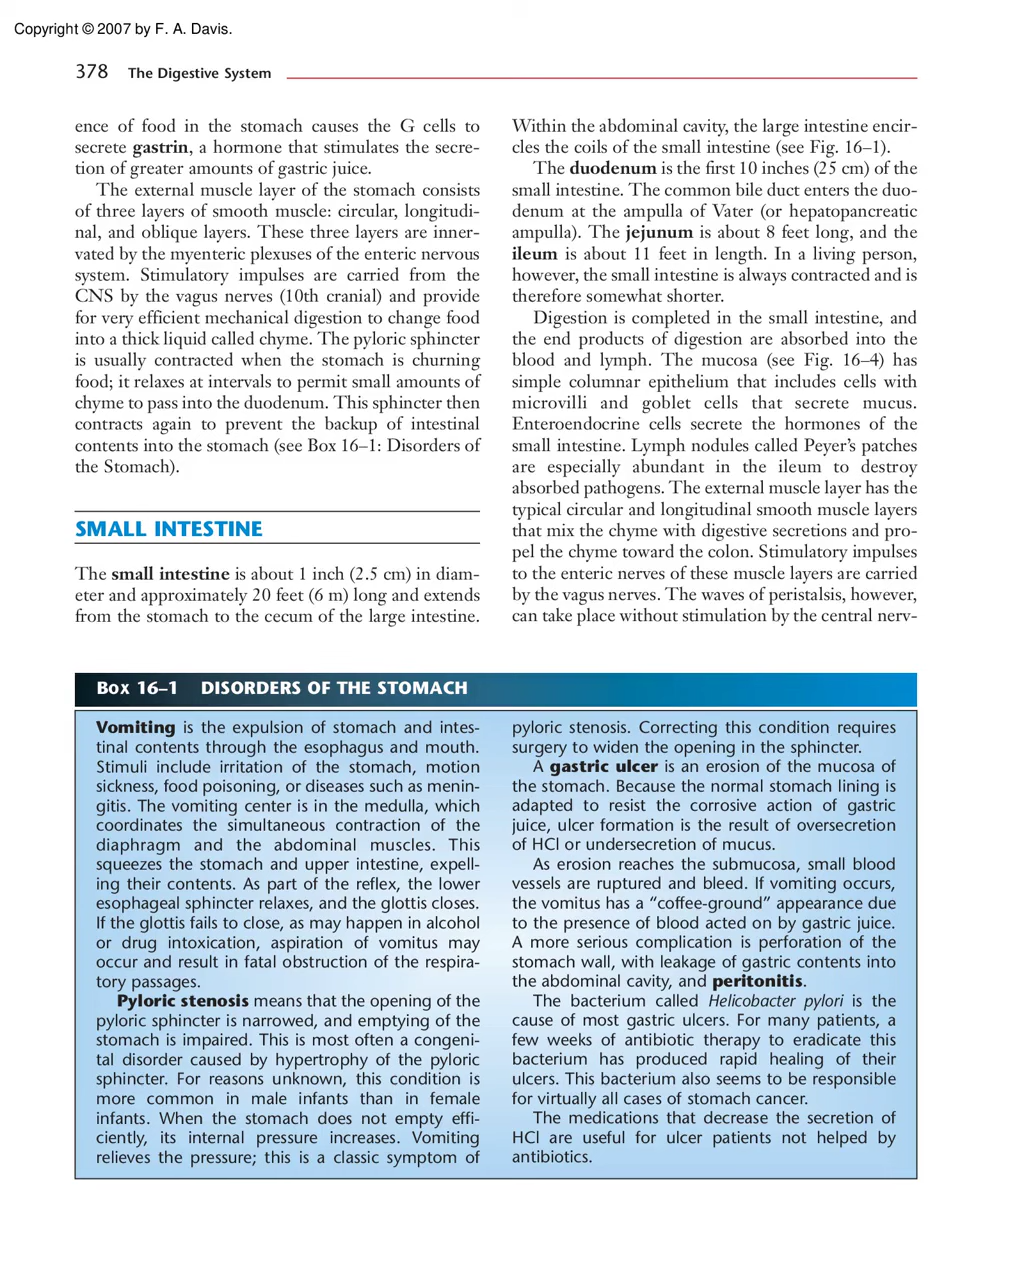 Copyright © 2007 by F. A. Davis.
378 The Digestive System
ence of food in the stomach causes the G cells to
secrete gastrin, a hormone that stimulates the secre-
tion of greater amounts of gastric juice.
The external muscle layer of the stomach consists
of three layers of smooth muscle: circular, longitudi-
nal, and oblique layers. These three layers are inner-
vated by the myenteric plexuses of the enteric nervous
system. Stimulatory impulses are carried from the
CNS by the vagus nerves (10th cranial) and provide
for very efficient mechanical digestion to change food
into a thick liquid called chyme. The pyloric sphincter
is usually contracted when the stomach is churning
food; it relaxes at intervals to permit small amounts of
chyme to pass into the duodenum. This sphincter then
contracts again to prevent the backup of intestinal
contents into the stomach (see Box 16–1: Disorders of
the Stomach).
SMALL INTESTINE
The small intestine is about 1 inch (2.5 cm) in diam-
eter and approximately 20 feet (6 m) long and extends
from the stomach to the cecum of the large intestine.
Within the abdominal cavity, the large intestine encir-
cles the coils of the small intestine (see Fig. 16–1).
The duodenum is the first 10 inches (25 cm) of the
small intestine. The common bile duct enters the duo-
denum at the ampulla of Vater (or hepatopancreatic
ampulla). The jejunum is about 8 feet long, and the
ileum is about 11 feet in length. In a living person,
however, the small intestine is always contracted and is
therefore somewhat shorter.
Digestion is completed in the small intestine, and
the end products of digestion are absorbed into the
blood and lymph. The mucosa (see Fig. 16–4) has
simple columnar epithelium that includes cells with
microvilli and goblet cells that secrete mucus.
Enteroendocrine cells secrete the hormones of the
small intestine. Lymph nodules called Peyer's patches
are especially abundant in the ileum to destroy
absorbed pathogens. The external muscle layer has the
typical circular and longitudinal smooth muscle layers
that mix the chyme with digestive secretions and pro-
pel the chyme toward the colon. Stimulatory impulses
to the enteric nerves of these muscle layers are carried
by the vagus nerves. The waves of peristalsis, however,
can take place without stimulation by the central nerv-
Box 16–1 DISORDERS OF THE STOMACH
Vomiting is the expulsion of stomach and intes-
tinal contents through the esophagus and mouth.
Stimuli include irritation of the stomach, motion
sickness, food poisoning, or diseases such as menin-
gitis. The vomiting center is in the medulla, which
coordinates the simultaneous contraction of the
diaphragm and the abdominal muscles. This
squeezes the stomach and upper intestine, expell-
ing their contents. As part of the reflex, the lower
esophageal sphincter relaxes, and the glottis closes.
If the glottis fails to close, as may happen in alcohol
or drug intoxication, aspiration of vomitus may
occur and result in fatal obstruction of the respira-
tory passages.
Pyloric stenosis means that the opening of the
pyloric sphincter is narrowed, and emptying of the
stomach is impaired. This is most often a congeni-
tal disorder caused by hypertrophy of the pyloric
sphincter. For reasons unknown, this condition is
more common in male infants than in female
infants. When the stomach does not empty effi-
ciently, its internal pressure increases. Vomiting
relieves the pressure; this is a classic symptom of
pyloric stenosis. Correcting this condition requires
surgery to widen the opening in the sphincter.
A gastric ulcer is an erosion of the mucosa of
the stomach. Because the normal stomach lining is
adapted to resist the corrosive action of gastric
juice, ulcer formation is the result of oversecretion
of HCl or undersecretion of mucus.
As erosion reaches the submucosa, small blood
vessels are ruptured and bleed. If vomiting occurs,
the vomitus has a “coffee-ground” appearance due
to the presence of blood acted on by gastric juice.
A more serious complication is perforation of the
stomach wall, with leakage of gastric contents into
the abdominal cavity, and peritonitis.
The bacterium called Helicobacter pylori is the
cause of most gastric ulcers. For many patients, a
few weeks of antibiotic therapy to eradicate this
bacterium has produced rapid healing of their
ulcers. This bacterium also seems to be responsible
for virtually all cases of stomach cancer.
The medications that decrease the secretion of
HCl are useful for ulcer patients not helped by
antibiotics.